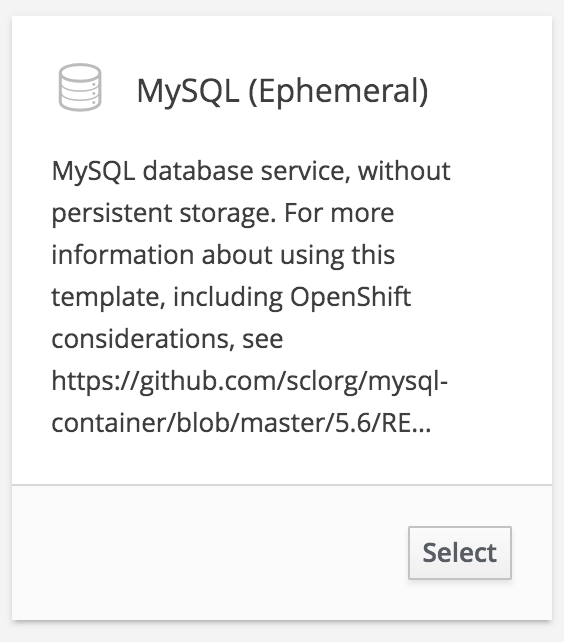 MySQL (Ephemeral)
MySQL database service, without
persistent storage. For more
information about using this
template, including OpenShift
considerations, see
https://github.com/sclorg/mysql-
container/blob/master/5.6/RE...
Select